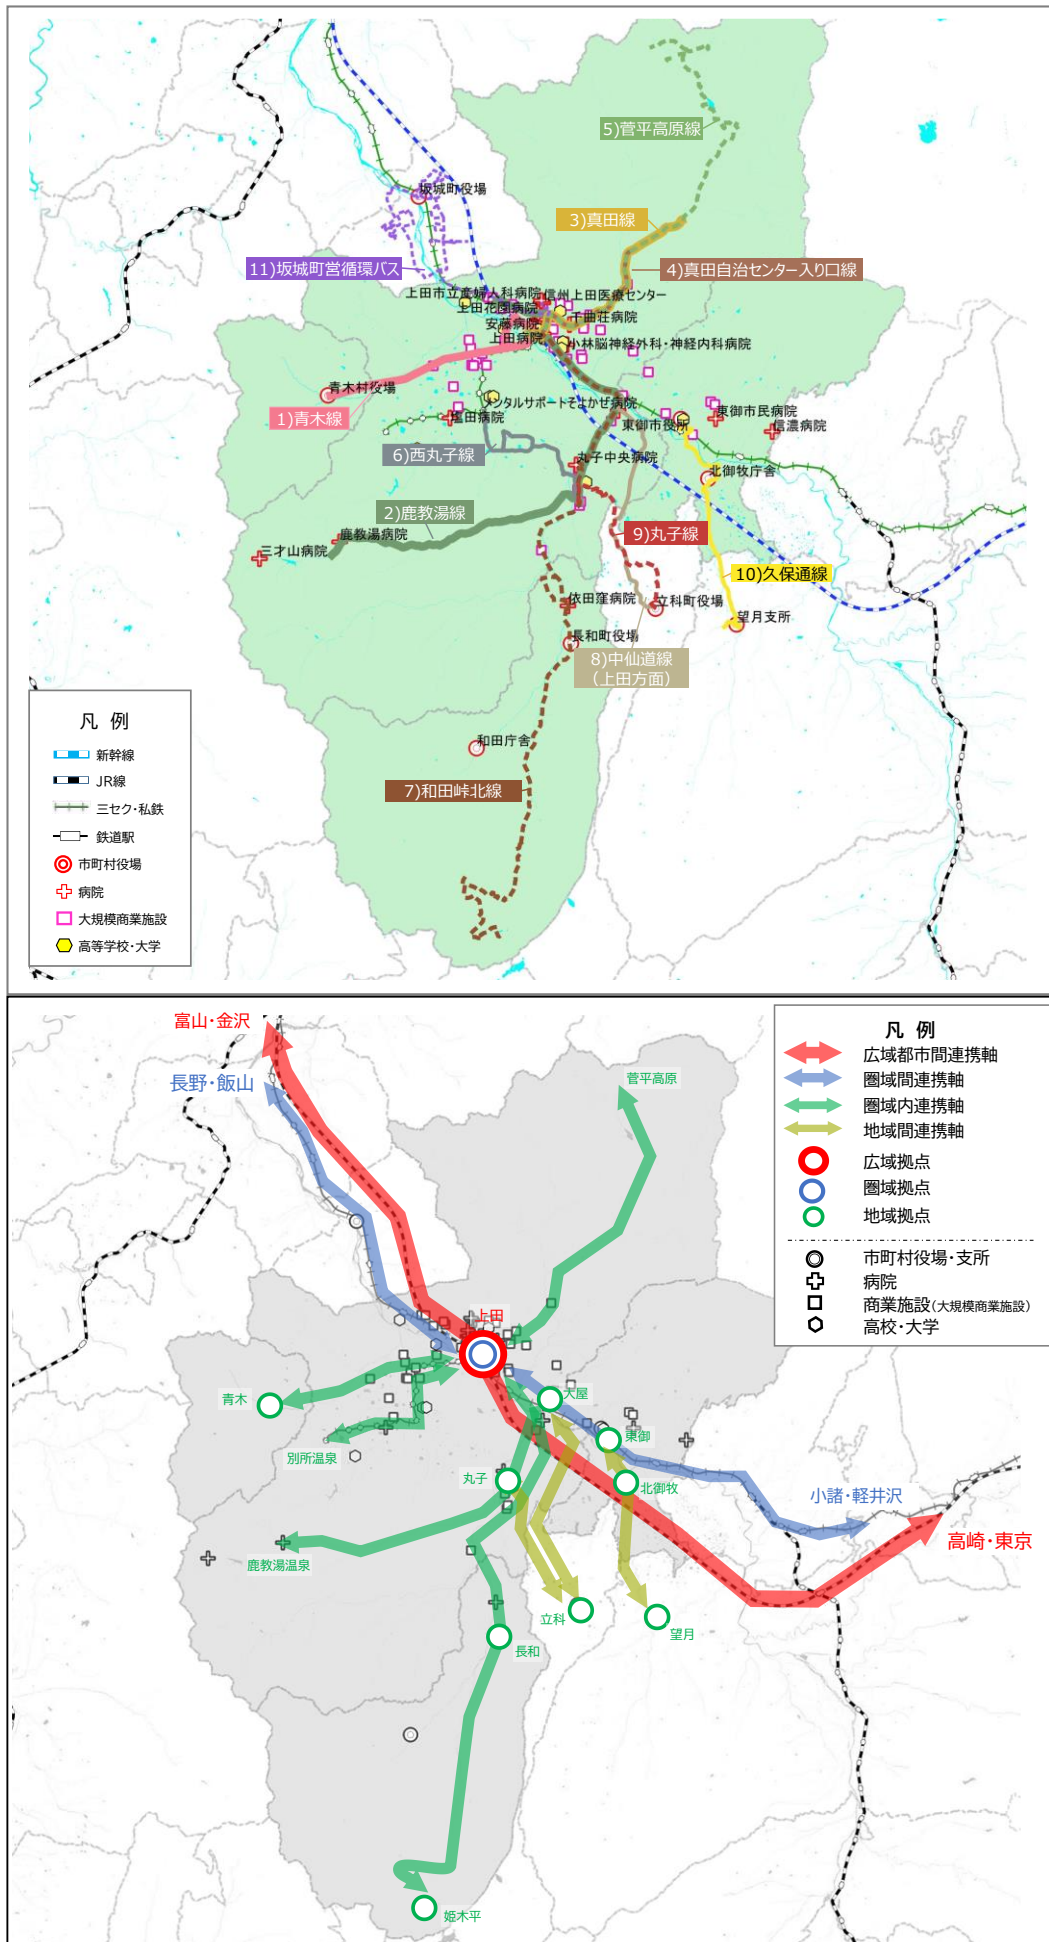 5)菅平高原線
坂城町役場
3)真田線
11)坂城町営循環バス
4)真田自治センター入り口線
上田市立産婦人科病院
信州上田医療センター
上田花園病院
千曲荘病院
安藤病院
上田病院
小林脳神経外科・神経内科病院
青木村役場
メンタルサポートそよかぜ病院
1)青木線
塩田病院
東御市役所
東御市民病院
信濃病院
6)西丸子線
丸子中央病院
北御牧庁舎
2)鹿教湯線
鹿教湯病院
9)丸子線
三才山病院
10)久保通線
依田窪病院
立科町役場
望月支所
長和町役場
8)中仙道線
(上田方面)
和田庁舎
7)和田峠北線
凡 例
新幹線
JR線
三セク・私鉄
鉄道駅
市町村役場
病院
大規模商業施設
高等学校・大学
富山・金沢
長野・飯山
菅平高原
上田
青木
大屋
別所温泉
東御
丸子
北御牧
小諸・軽井沢
高崎・東京
鹿教湯温泉
立科
望月
長和
姫木平
凡 例
広域都市間連携軸
圏域間連携軸
圏域内連携軸
地域間連携軸
広域拠点
圏域拠点
地域拠点
市町村役場・支所
病院
商業施設(大規模商業施設)
高校・大学